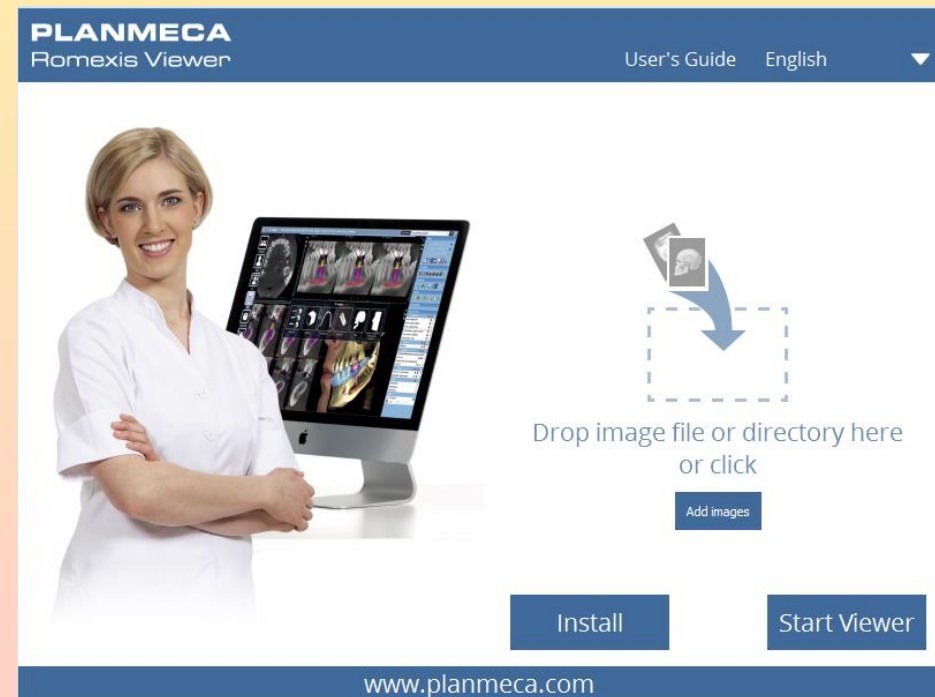 PLANMECA
Romexis Viewer
User's Guide English
Drop image file or directory here
or click
Add images
Install Start Viewer
www.planmeca.com